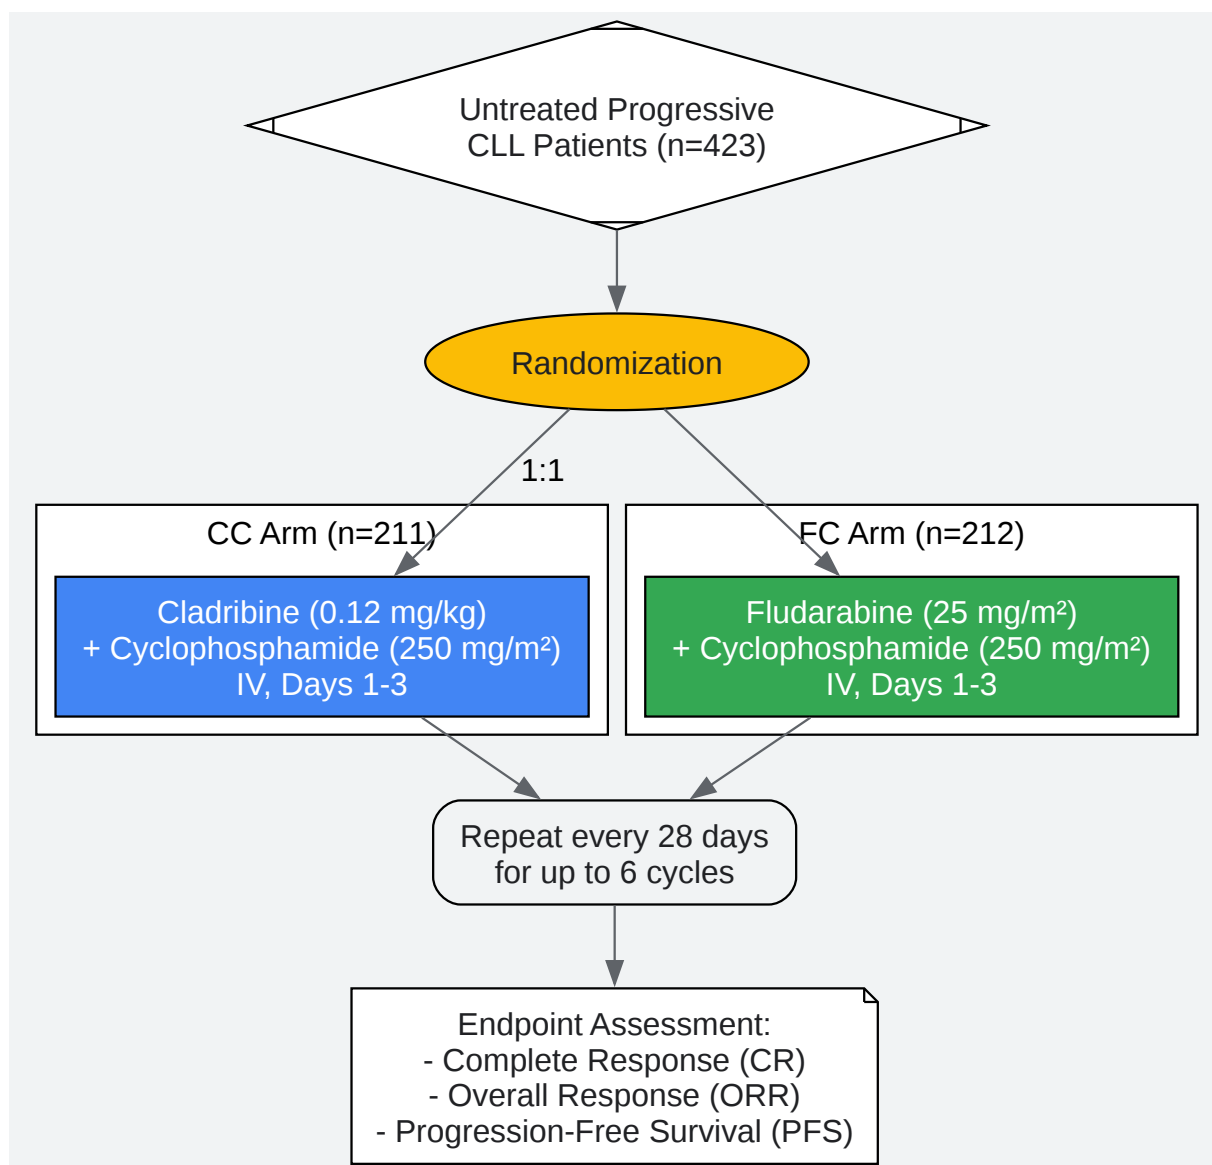 Untreated Progressive
CLL Patients (n=423)
Randomization
1:1
CC Arm (n=211)
Cladribine (0.12 mg/kg)
+ Cyclophosphamide (250 mg/m²)
IV, Days 1-3
FC Arm (n=212)
Fludarabine (25 mg/m²)
+ Cyclophosphamide (250 mg/m²)
IV, Days 1-3
Repeat every 28 days
for up to 6 cycles
Endpoint Assessment:
- Complete Response (CR)
- Overall Response (ORR)
- Progression-Free Survival (PFS)